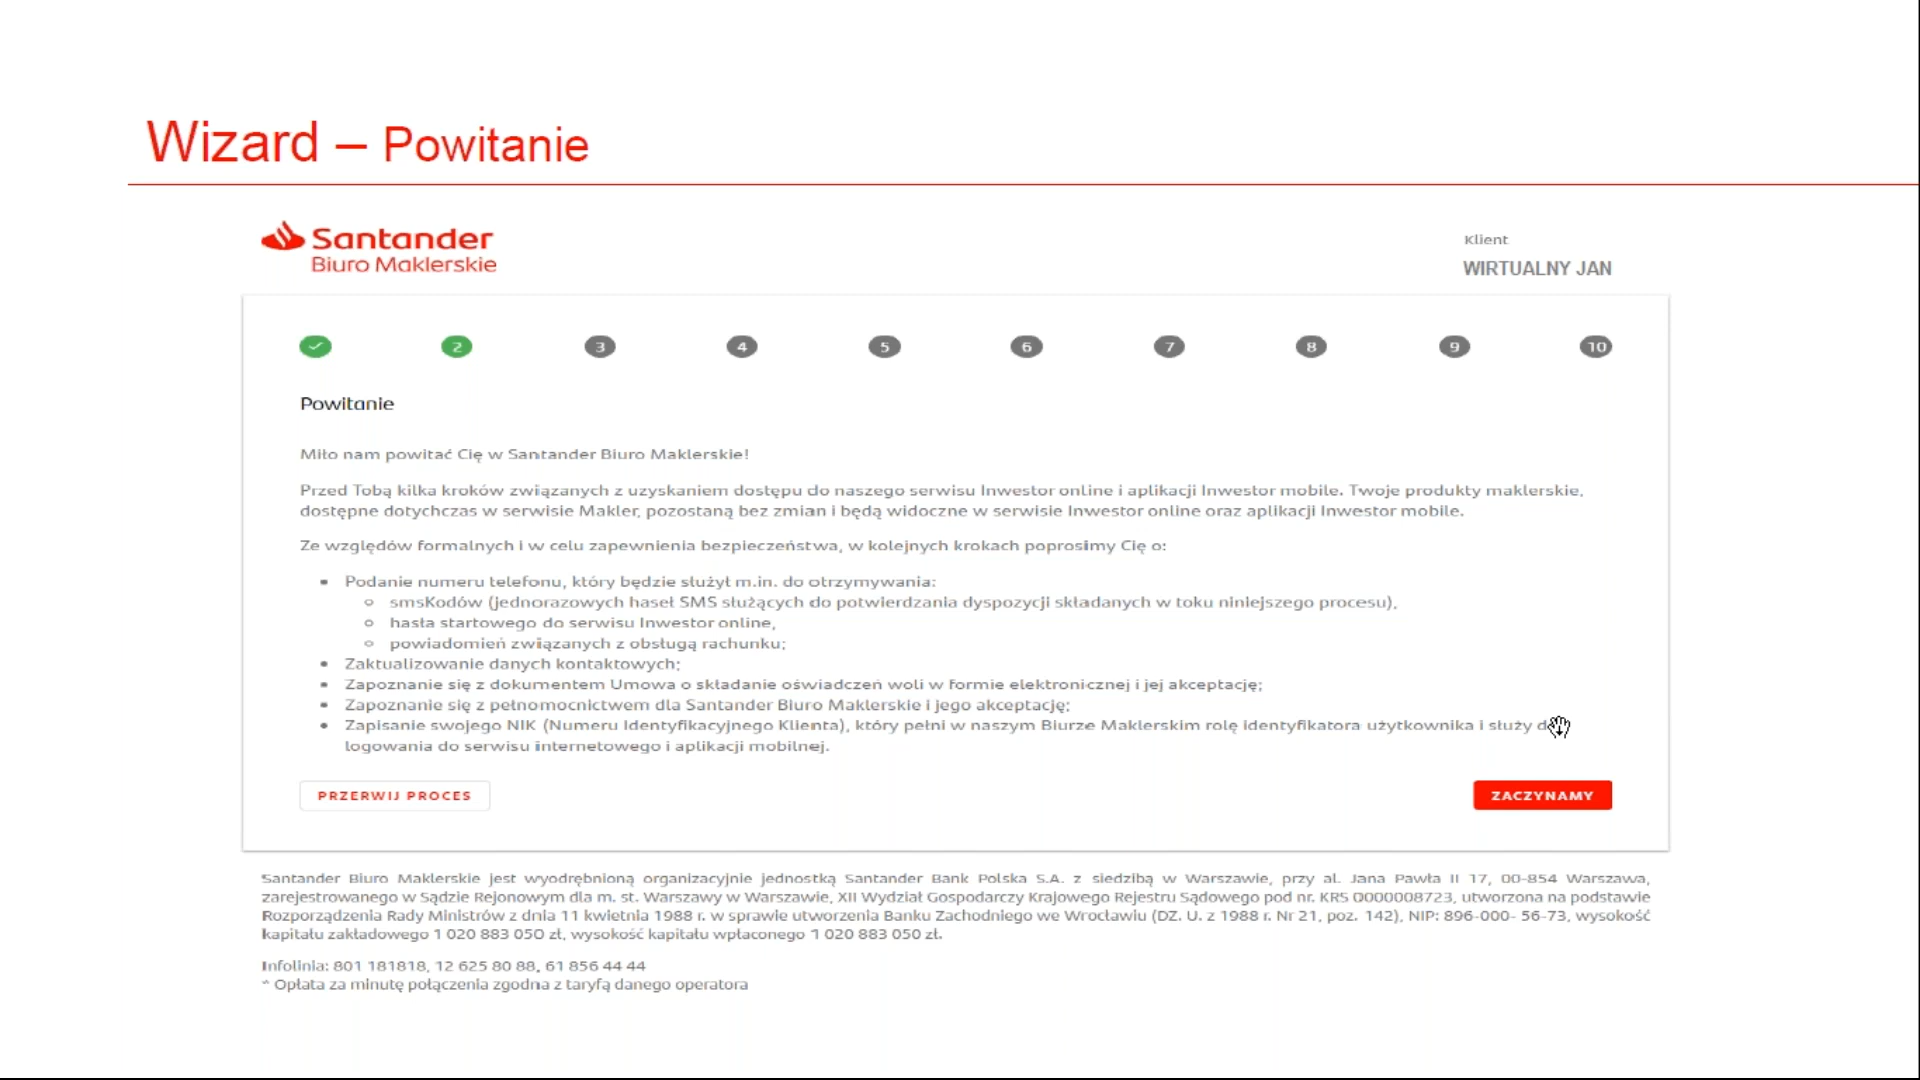 Wizard – Powitanie
Santander
Biuro Maklerskie
Klient
WIRTUALNY JAN
2 3 4 5 6 7 8 9 10
Powitanie
Miło nam powitać Cię w Santander Biuro Maklerskie!
Przed Tobą kilka kroków związanych z uzyskaniem dostępu do naszego serwisu Inwestor online i aplikacji Inwestor mobile. Twoje produkty maklerskie,
dostępne dotychczas w serwisie Makler, pozostaną bez zmian i będą widoczne w serwisie Inwestor online oraz aplikacji Inwestor mobile.
Ze względów formalnych i w celu zapewnienia bezpieczeństwa, w kolejnych krokach poprosimy Cię o:
• Podanie numeru telefonu, który będzie służył m.in. do otrzymywania:
◦ smsKodów (jednorazowych haseł SMS służących do potwierdzania dyspozycji składanych w toku niniejszego procesu),
◦ hasła startowego do serwisu Inwestor online,
◦ powiadomień związanych z obsługą rachunku;
• Zaktualizowanie danych kontaktowych;
• Zapoznanie się z dokumentem Umowa o składanie oświadczeń woli w formie elektronicznej i jej akceptację;
• Zapoznanie się z pełnomocnictwem dla Santander Biuro Maklerskie i jego akceptację;
• Zapisanie swojego NIK (Numeru Identyfikacyjnego Klienta), który pełni w naszym Biurze Maklerskim rolę identyfikatora użytkownika i służy
logowania do serwisu internetowego i aplikacji mobilnej.
PRZERWIJ PROCES
ZACZYNAMY
Santander Biuro Maklerskie jest wyodrębnioną organizacyjnie jednostką Santander Bank Polska S.A. z siedzibą w Warszawie, przy al. Jana Pawła II 17, 00-854 Warszawa,
zarejestrowanego w Sądzie Rejonowym dla m. st. Warszawy w Warszawie, XII Wydział Gospodarczy Krajowego Rejestru Sądowego pod nr. KRS 0000008723, utworzona na podstawie
Rozporządzenia Rady Ministrów z dnia 11 kwietnia 1988 r. w sprawie utworzenia Banku Zachodniego we Wrocławiu (DZ. U. z 1988 r. Nr 21, poz. 142), NIP: 896-000- 56-73, wysokość
kapitału zakładowego 1 020 883 050 zł, wysokość kapitału wpłaconego 1 020 883 050 zł.
Infolinia: 801 181818, 12 625 80 88, 61 856 44 44
* Opłata za minutę połączenia zgodna z taryfą danego operatora